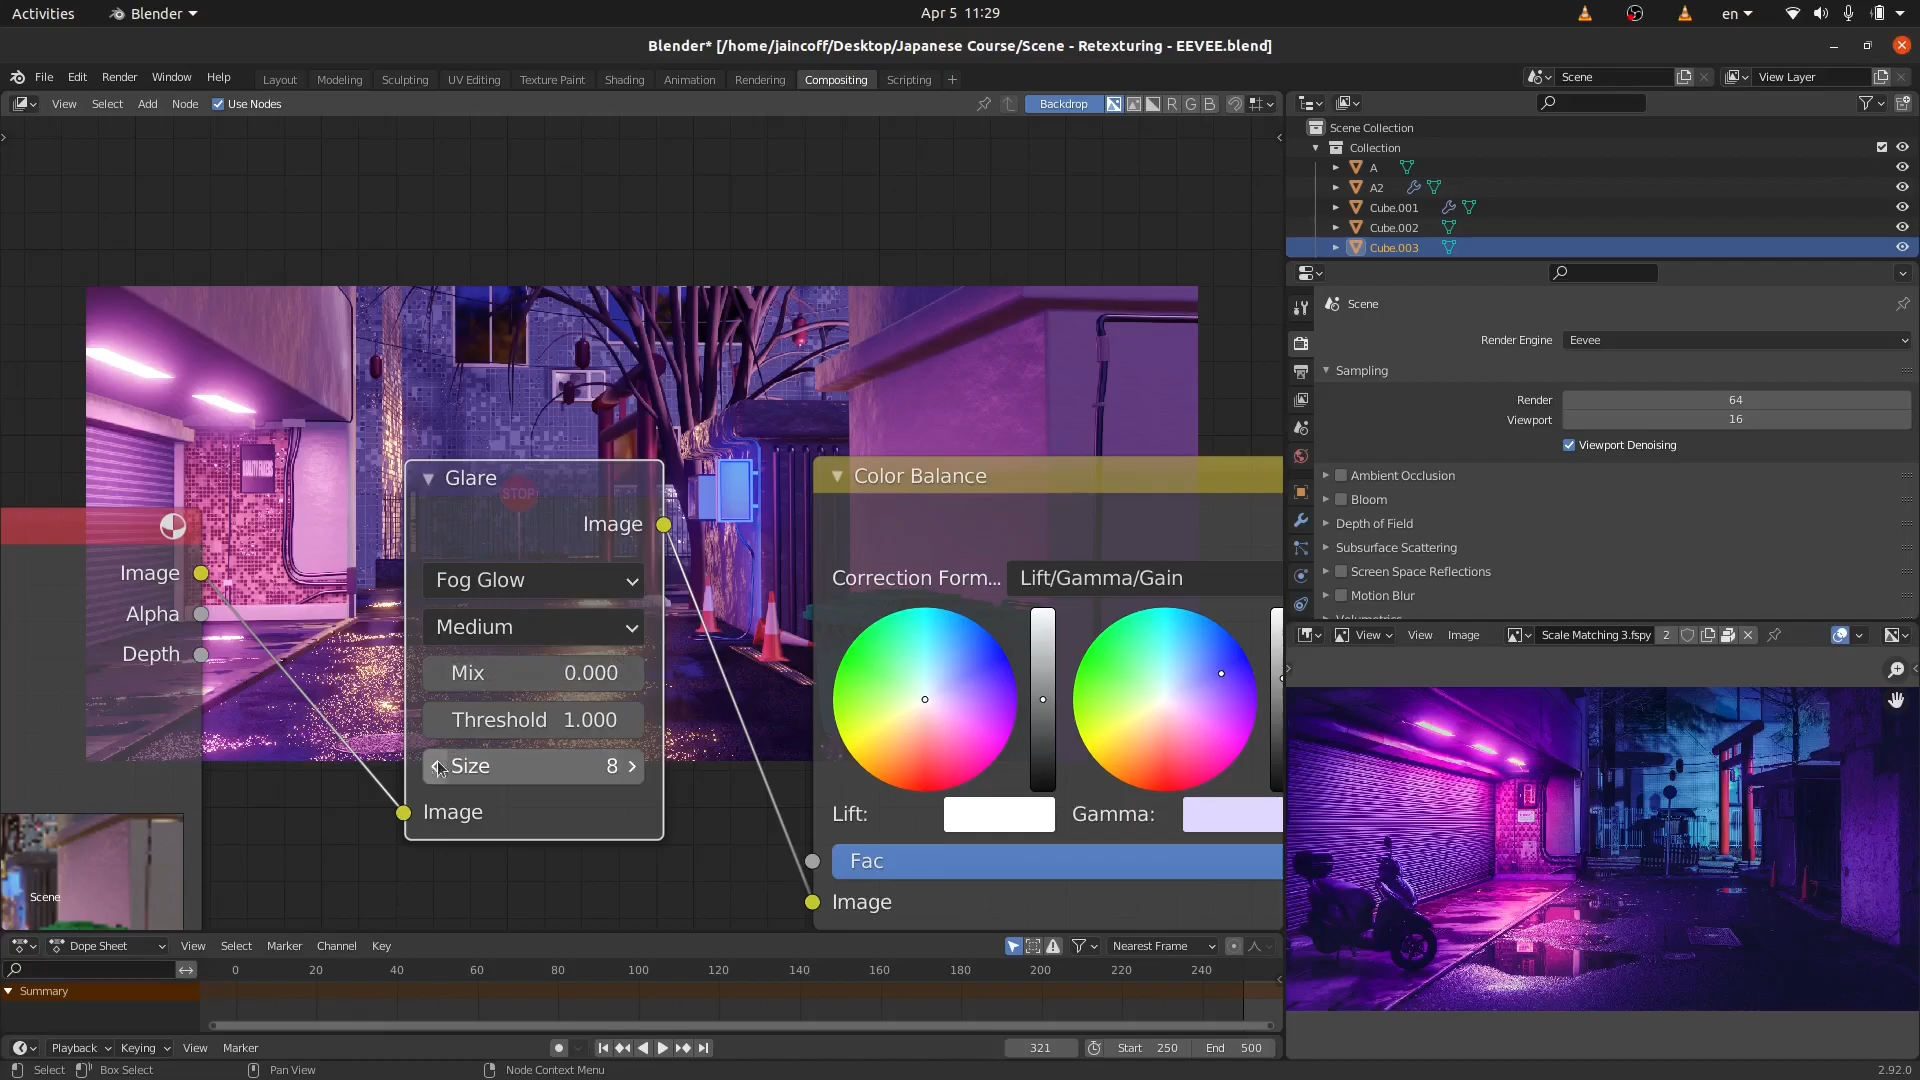 Activities Blender Apr 5 11:29 en
Blender* [/home/jaincoff/Desktop/Japanese Course/Scene - Retexturing - EEVEE.blend]
File Edit Render Window Help Layout Modeling Sculpting UV Editing Texture Paint Shading Animation Rendering Compositing Scripting + Scene View Layer
View Select Add Node Use Nodes Backdrop R G B
Scene Collection
Collection
A
A2
Cube.001
Cube.002
Cube.003
Scene
Render Engine Eevee
Sampling
Render 64
Viewport 16
Viewport Denoising
Ambient Occlusion
Bloom
Depth of Field
Subsurface Scattering
Screen Space Reflections
Motion Blur
Glare
STOP
Image
Fog Glow
Medium
Mix 0.000
Threshold 1.000
Size 8
Image
Image
Alpha
Depth
Scene
Color Balance
Correction Form... Lift/Gamma/Gain
Lift: Gamma:
Fac
Image
View View Image Scale Matching 3.fspy 2
Dope Sheet View Select Marker Channel Key Nearest Frame
0 20 40 60 80 100 120 140 160 180 200 220 240
Summary
Playback Keying View Marker 321 Start 250 End 500
Select Box Select Pan View Node Context Menu 2.92.0